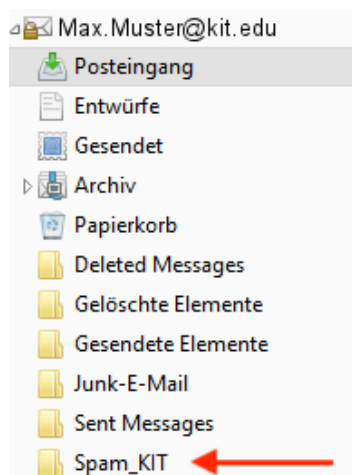 Max.Muster@kit.edu
Posteingang
Entwürfe
Gesendet
Archiv
Papierkorb
Deleted Messages
Gelöschte Elemente
Gesendete Elemente
Junk-E-Mail
Sent Messages
Spam_KIT